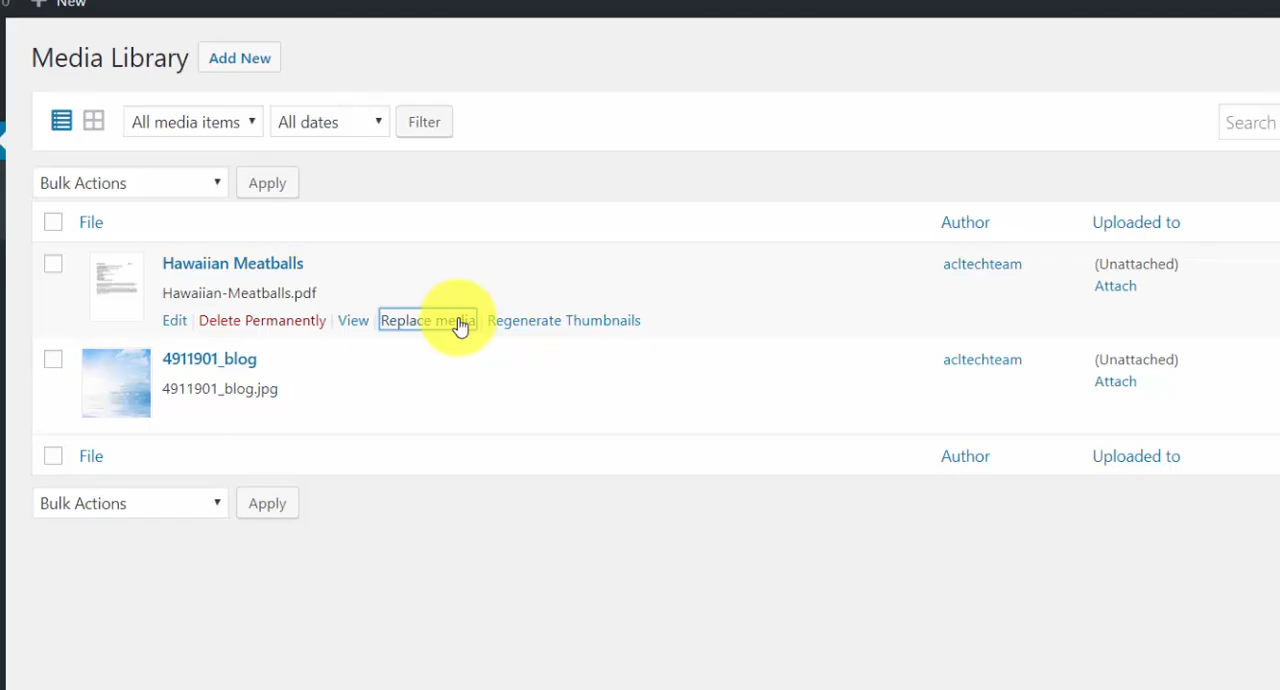 New
Media Library Add New
All media items All dates Filter Search
Bulk Actions Apply
File Author Uploaded to
Hawaiian Meatballs acltechteam (Unattached)
Hawaiian-Meatballs.pdf Attach
Edit | Delete Permanently | View | Replace media | Regenerate Thumbnails
4911901_blog acltechteam (Unattached)
4911901_blog.jpg Attach
File Author Uploaded to
Bulk Actions Apply